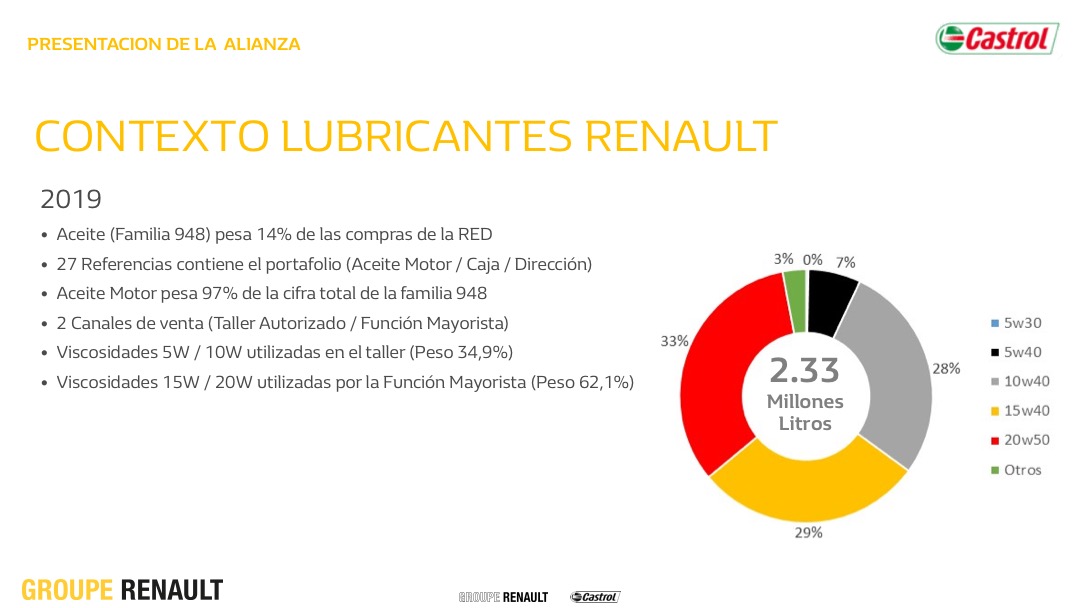 PRESENTACION DE LA ALIANZA
Castrol
CONTEXTO LUBRICANTES RENAULT
2019
• Aceite (Familia 948) pesa 14% de las compras de la RED
• 27 Referencias contiene el portafolio (Aceite Motor / Caja / Dirección)
• Aceite Motor pesa 97% de la cifra total de la familia 948
• 2 Canales de venta (Taller Autorizado / Función Mayorista)
• Viscosidades 5W / 10W utilizadas en el taller (Peso 34,9%)
• Viscosidades 15W / 20W utilizadas por la Función Mayorista (Peso 62,1%)
3% 0% 7%
33%
28%
29%
2.33
Millones
Litros
5w30
5w40
10w40
15w40
20w50
Otros
GROUPE RENAULT
GROUPE RENAULT
Castrol